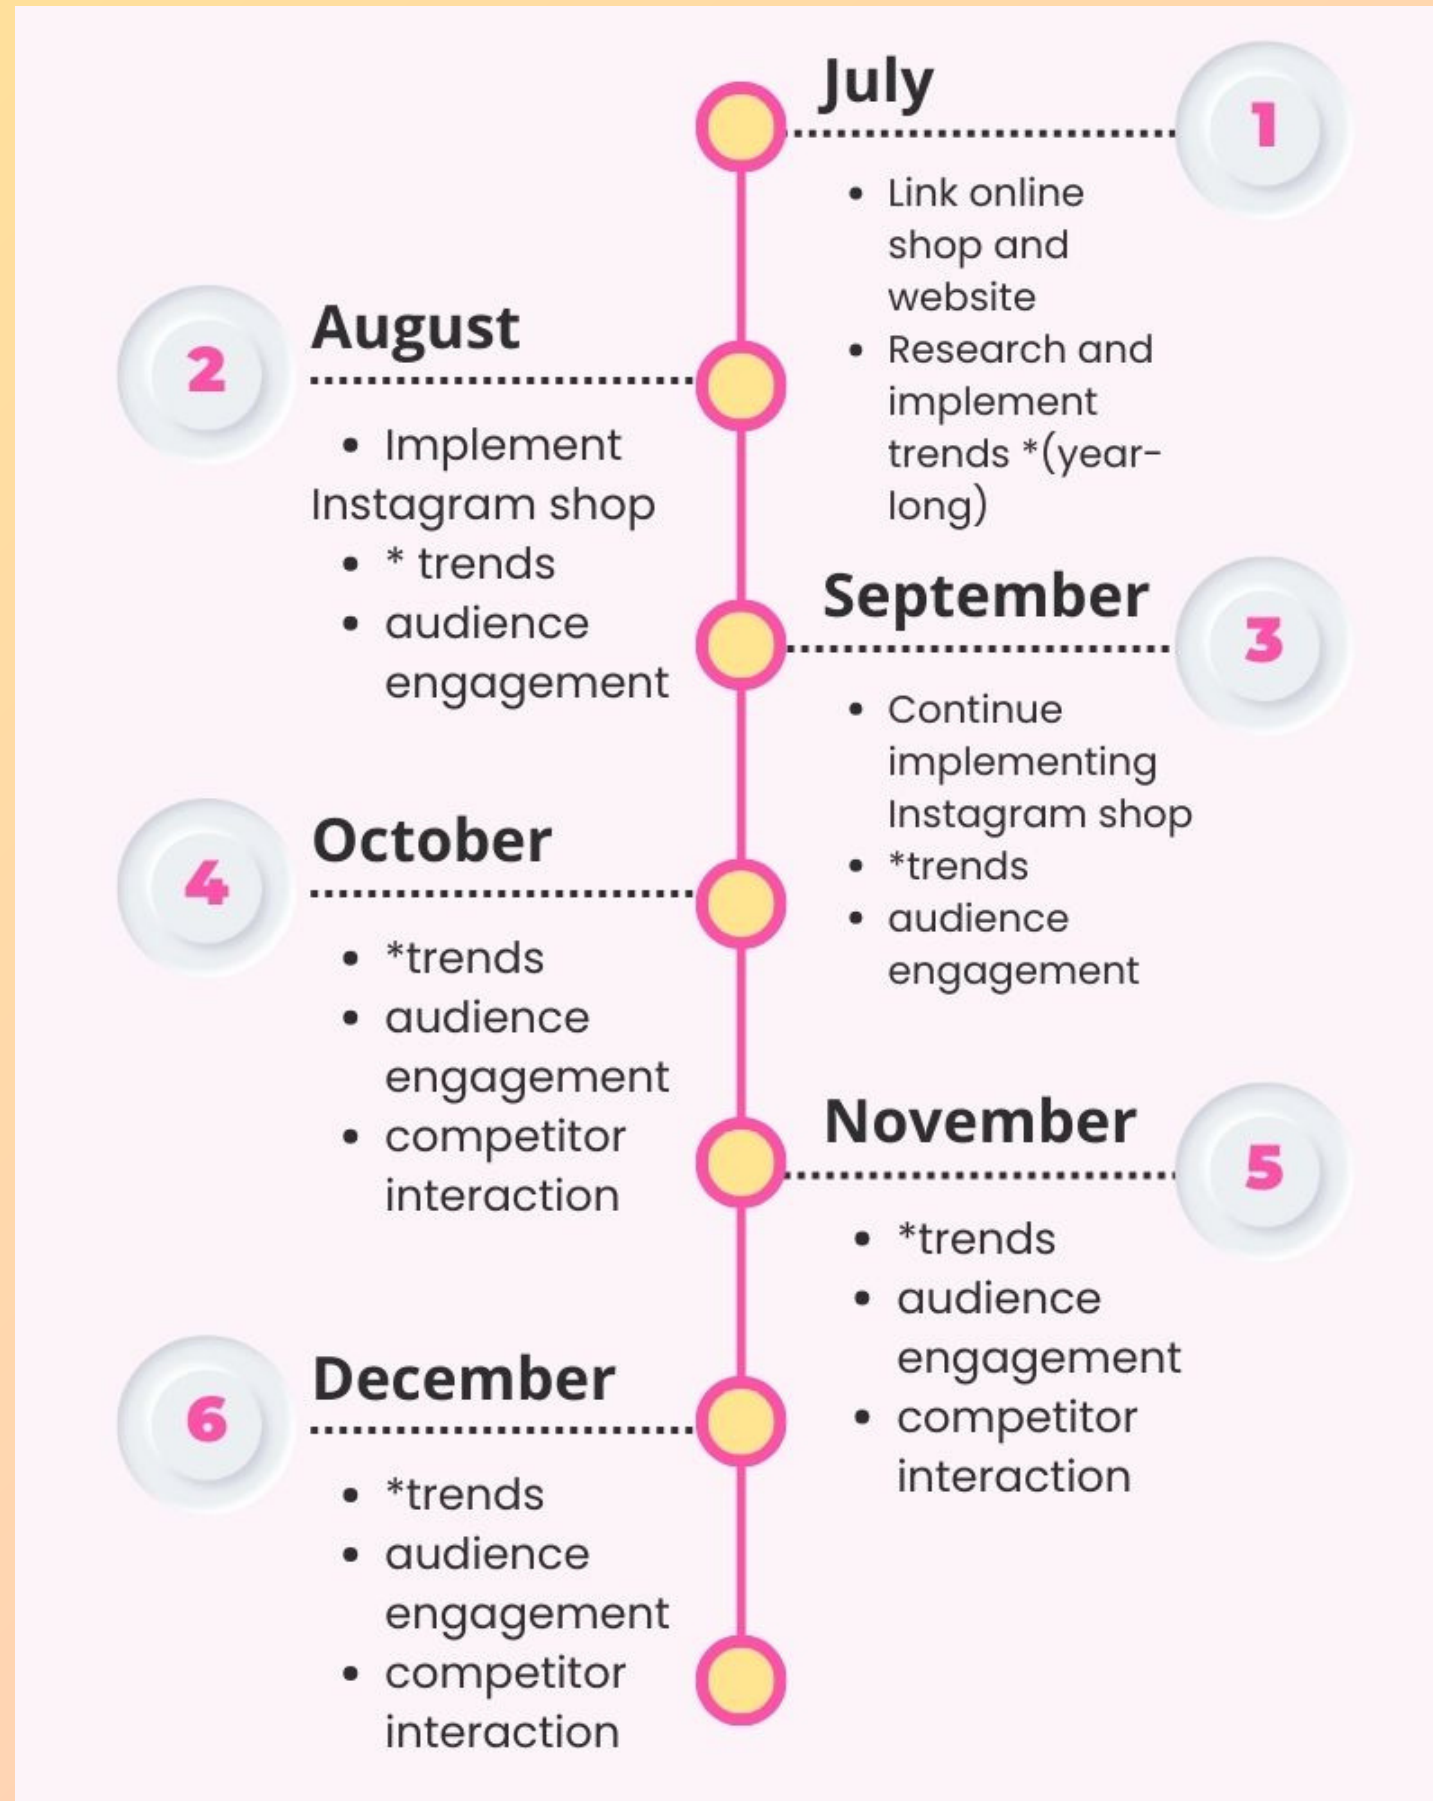 July
1
• Link online
shop and
website
• Research and
implement
trends *(year-
long)
2
August
• Implement
Instagram shop
• * trends
• audience
engagement
September
3
• Continue
implementing
Instagram shop
• *trends
• audience
engagement
4
October
• *trends
• audience
engagement
• competitor
interaction
November
5
• *trends
• audience
engagement
• competitor
interaction
6
December
• *trends
• audience
engagement
• competitor
interaction